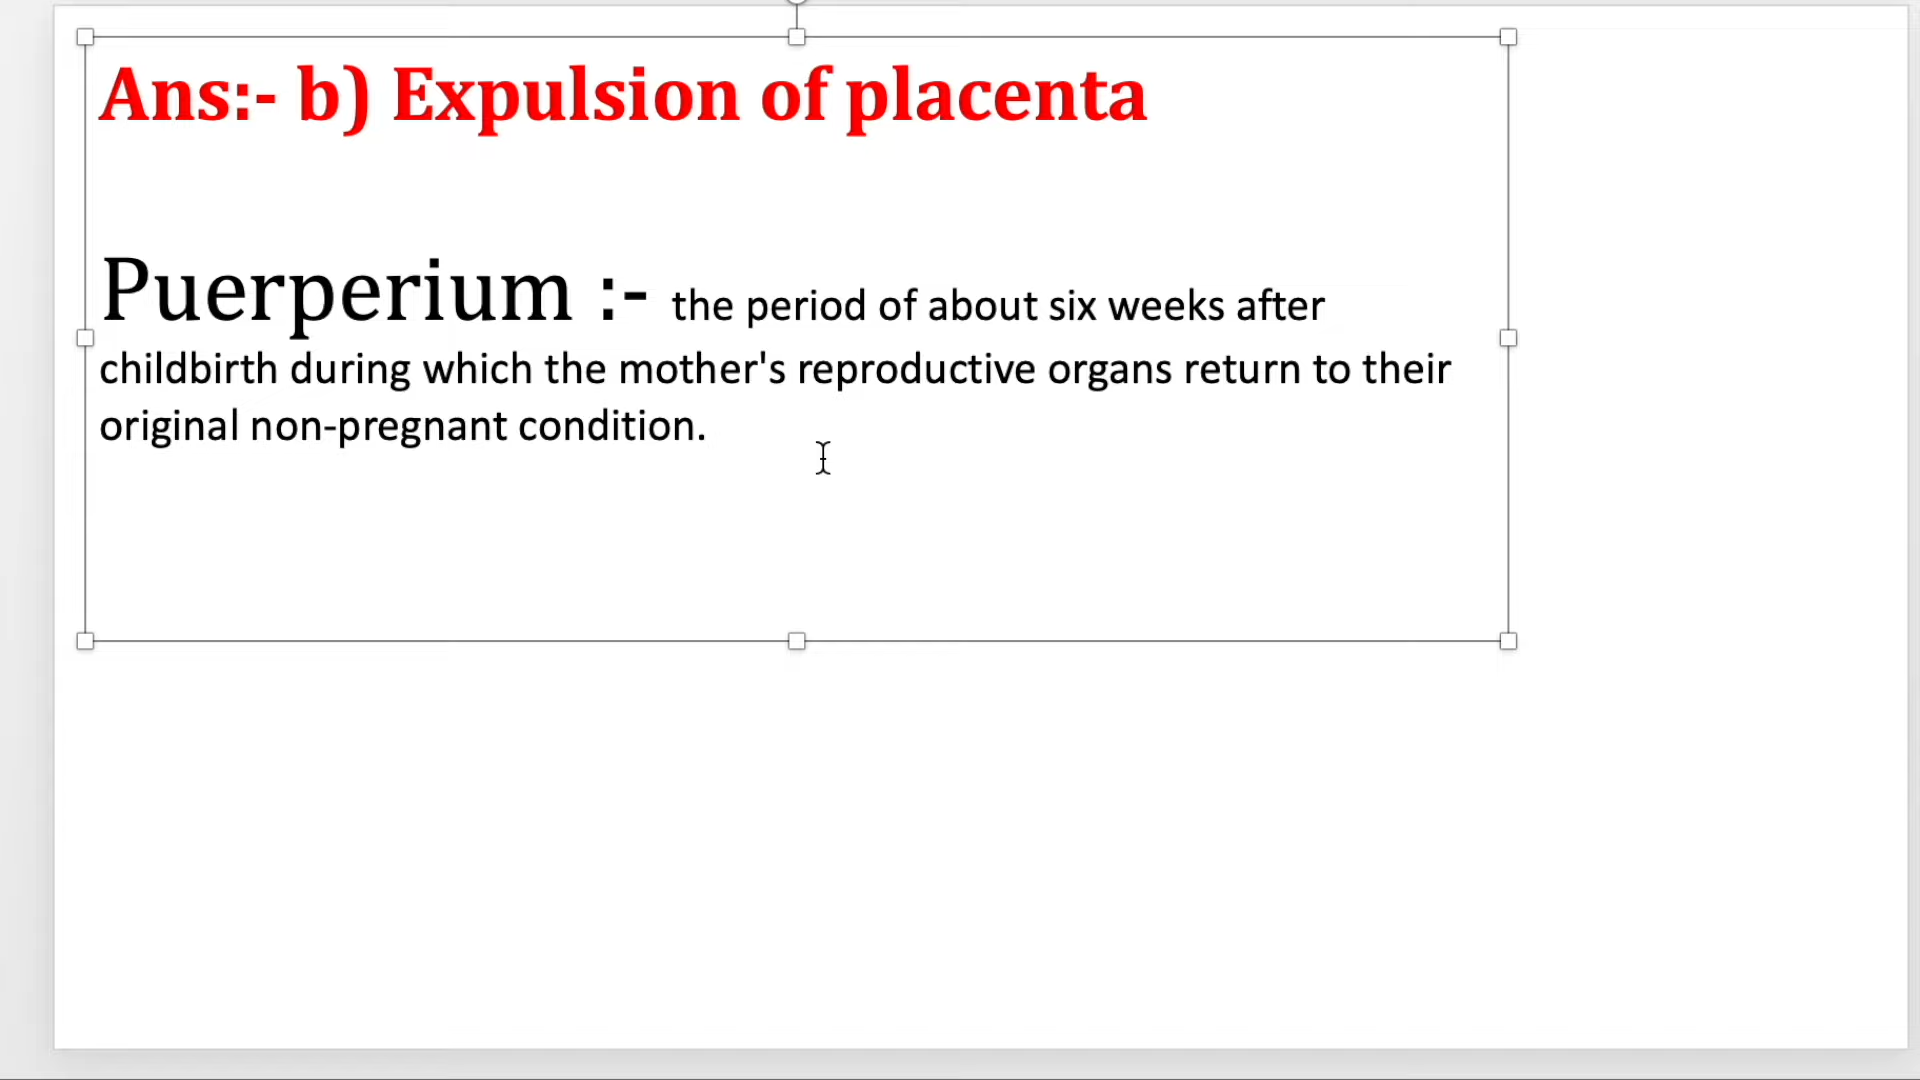 Ans:- b) Expulsion of placenta
Puerperium :- the period of about six weeks after
childbirth during which the mother's reproductive organs return to their
original non-pregnant condition.